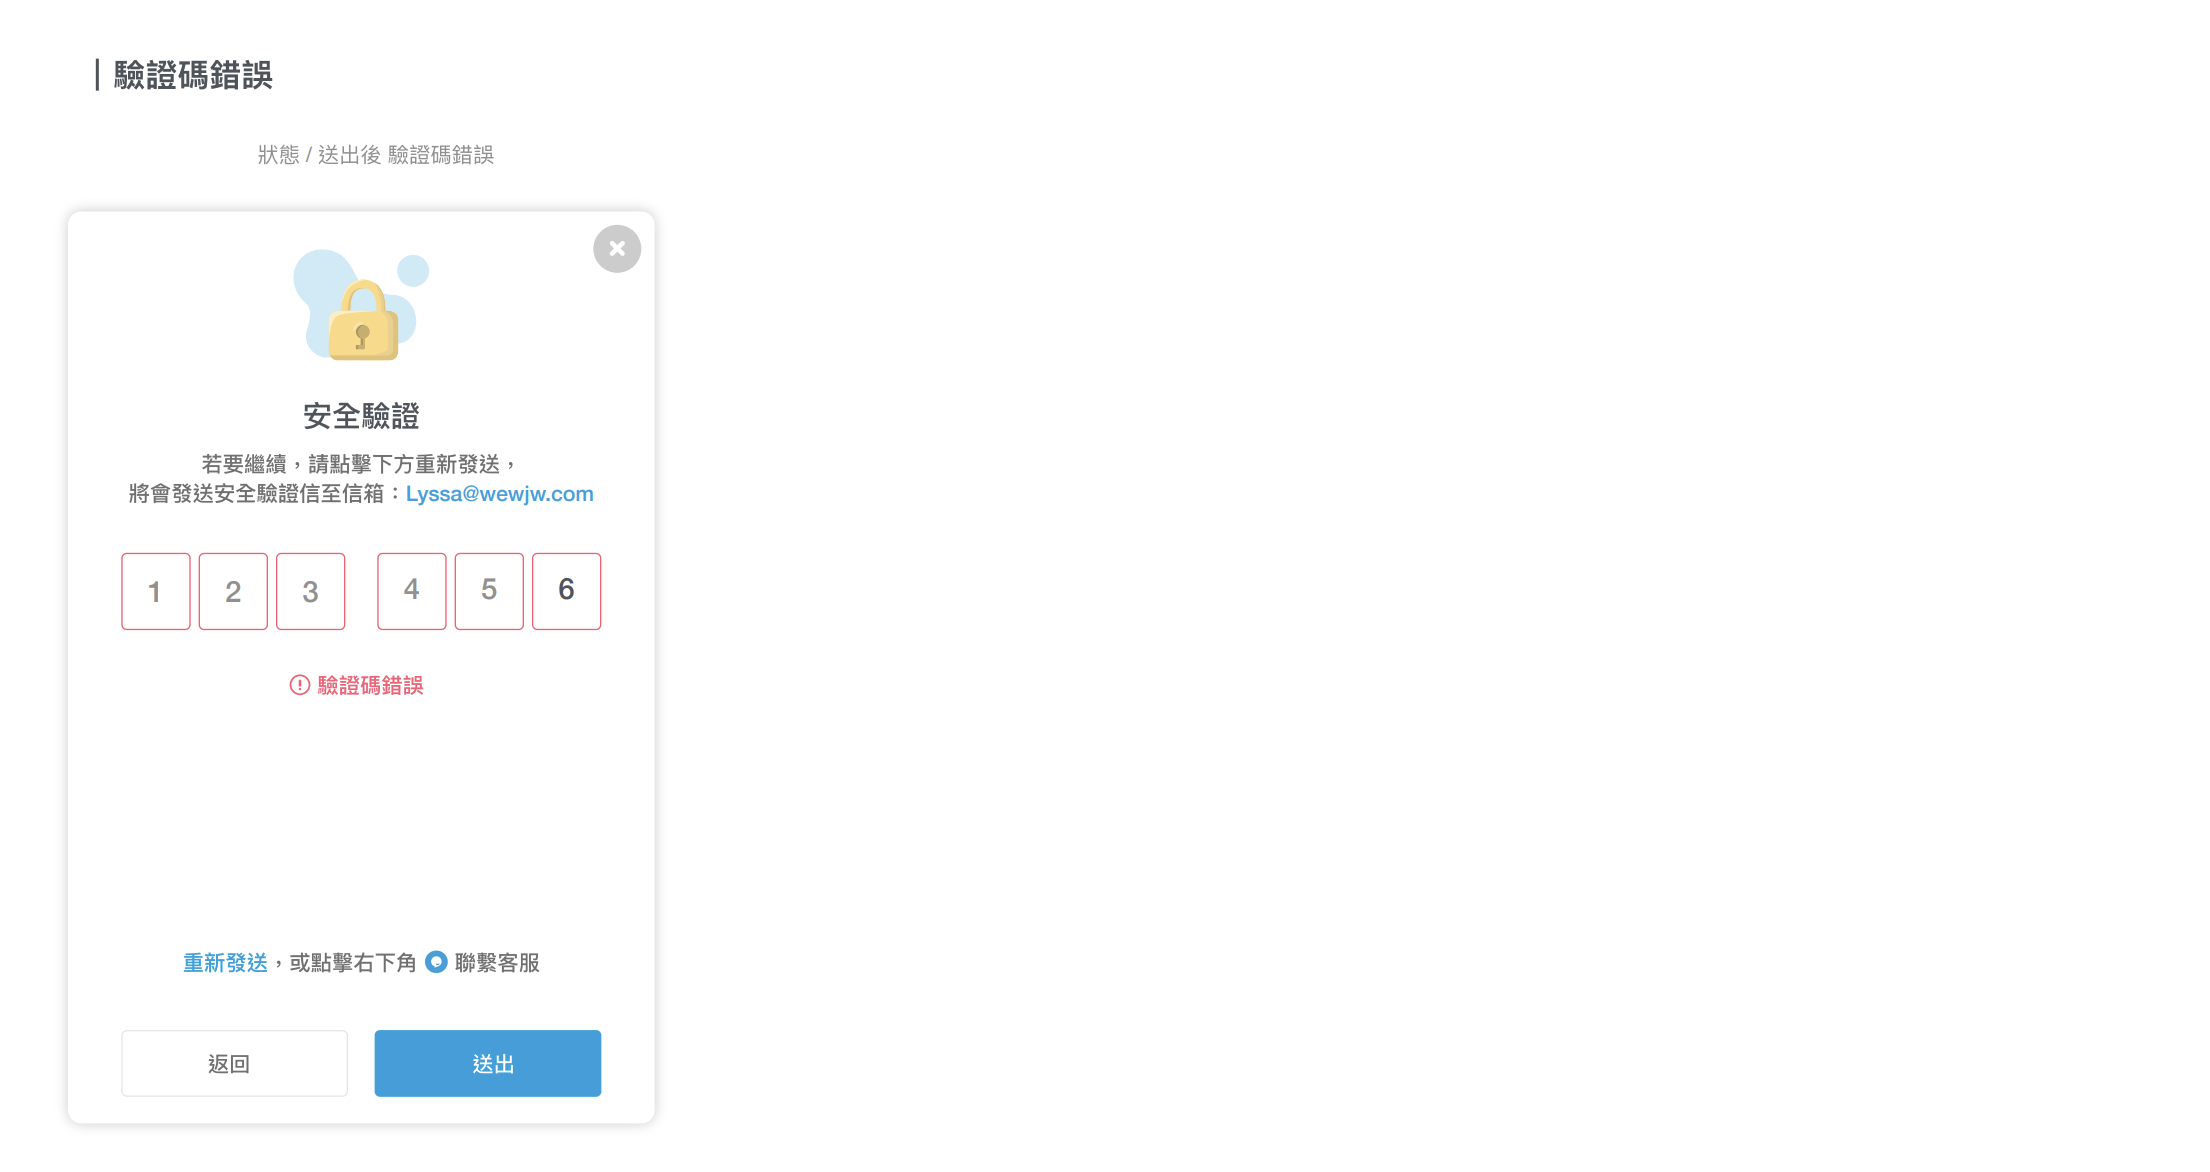 驗證碼錯誤
狀態 / 送出後 驗證碼錯誤
安全驗證
若要繼續，請點擊下方重新發送，
將會發送安全驗證信至信箱：Lyssa@wewjw.com
1 2 3 4 5 6
驗證碼錯誤
重新發送，或點擊右下角 聯繫客服
返回 送出